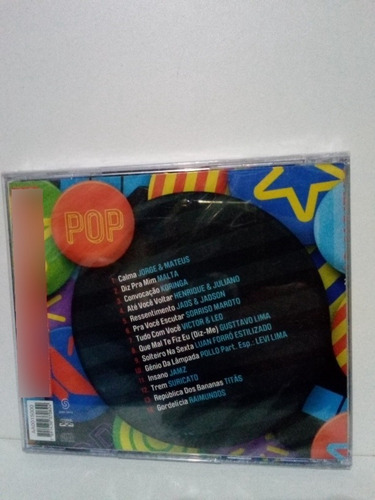 POP
Calma JORGE & MATEUS
Diz Pra Mim MALTA
Convocação KORINGA
Até Você Voltar HENRIQUE & JULIANO
Ressentimento JADS & JADSON
Pra Você Escutar SORRISO MAROTO
Tudo Com Você VICTOR & LEO
Que Mal Te Fiz Eu (Diz-Me) GUSTTAVO LIMA
Solteiro Na Sexta LUAN FORRÓ ESTILIZADO
Gênio Da Lâmpada POLLO Part. Esp.: LEVI LIMA
Insano JAMZ
Trem SURICATO
República Dos Bananas TITÃS
Gordelícia RAIMUNDOS